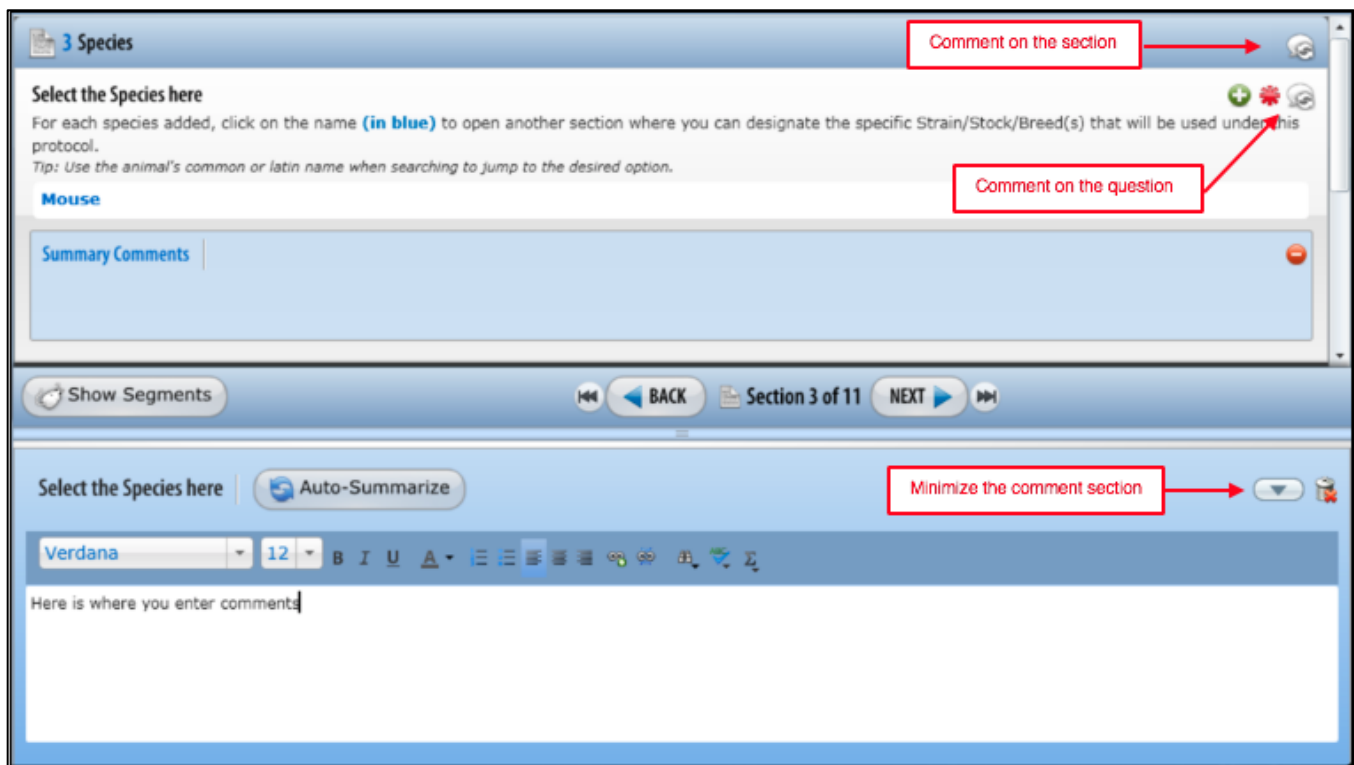 3 Species
Comment on the section
Select the Species here
For each species added, click on the name (in blue) to open another section where you can designate the specific Strain/Stock/Breed(s) that will be used under this
protocol.
Tip: Use the animal's common or latin name when searching to jump to the desired option.
Comment on the question
Mouse
Summary Comments
Show Segments
BACK
Section 3 of 11
NEXT
Select the Species here
Auto-Summarize
Minimize the comment section
Verdana
12
B I U A
Here is where you enter comments